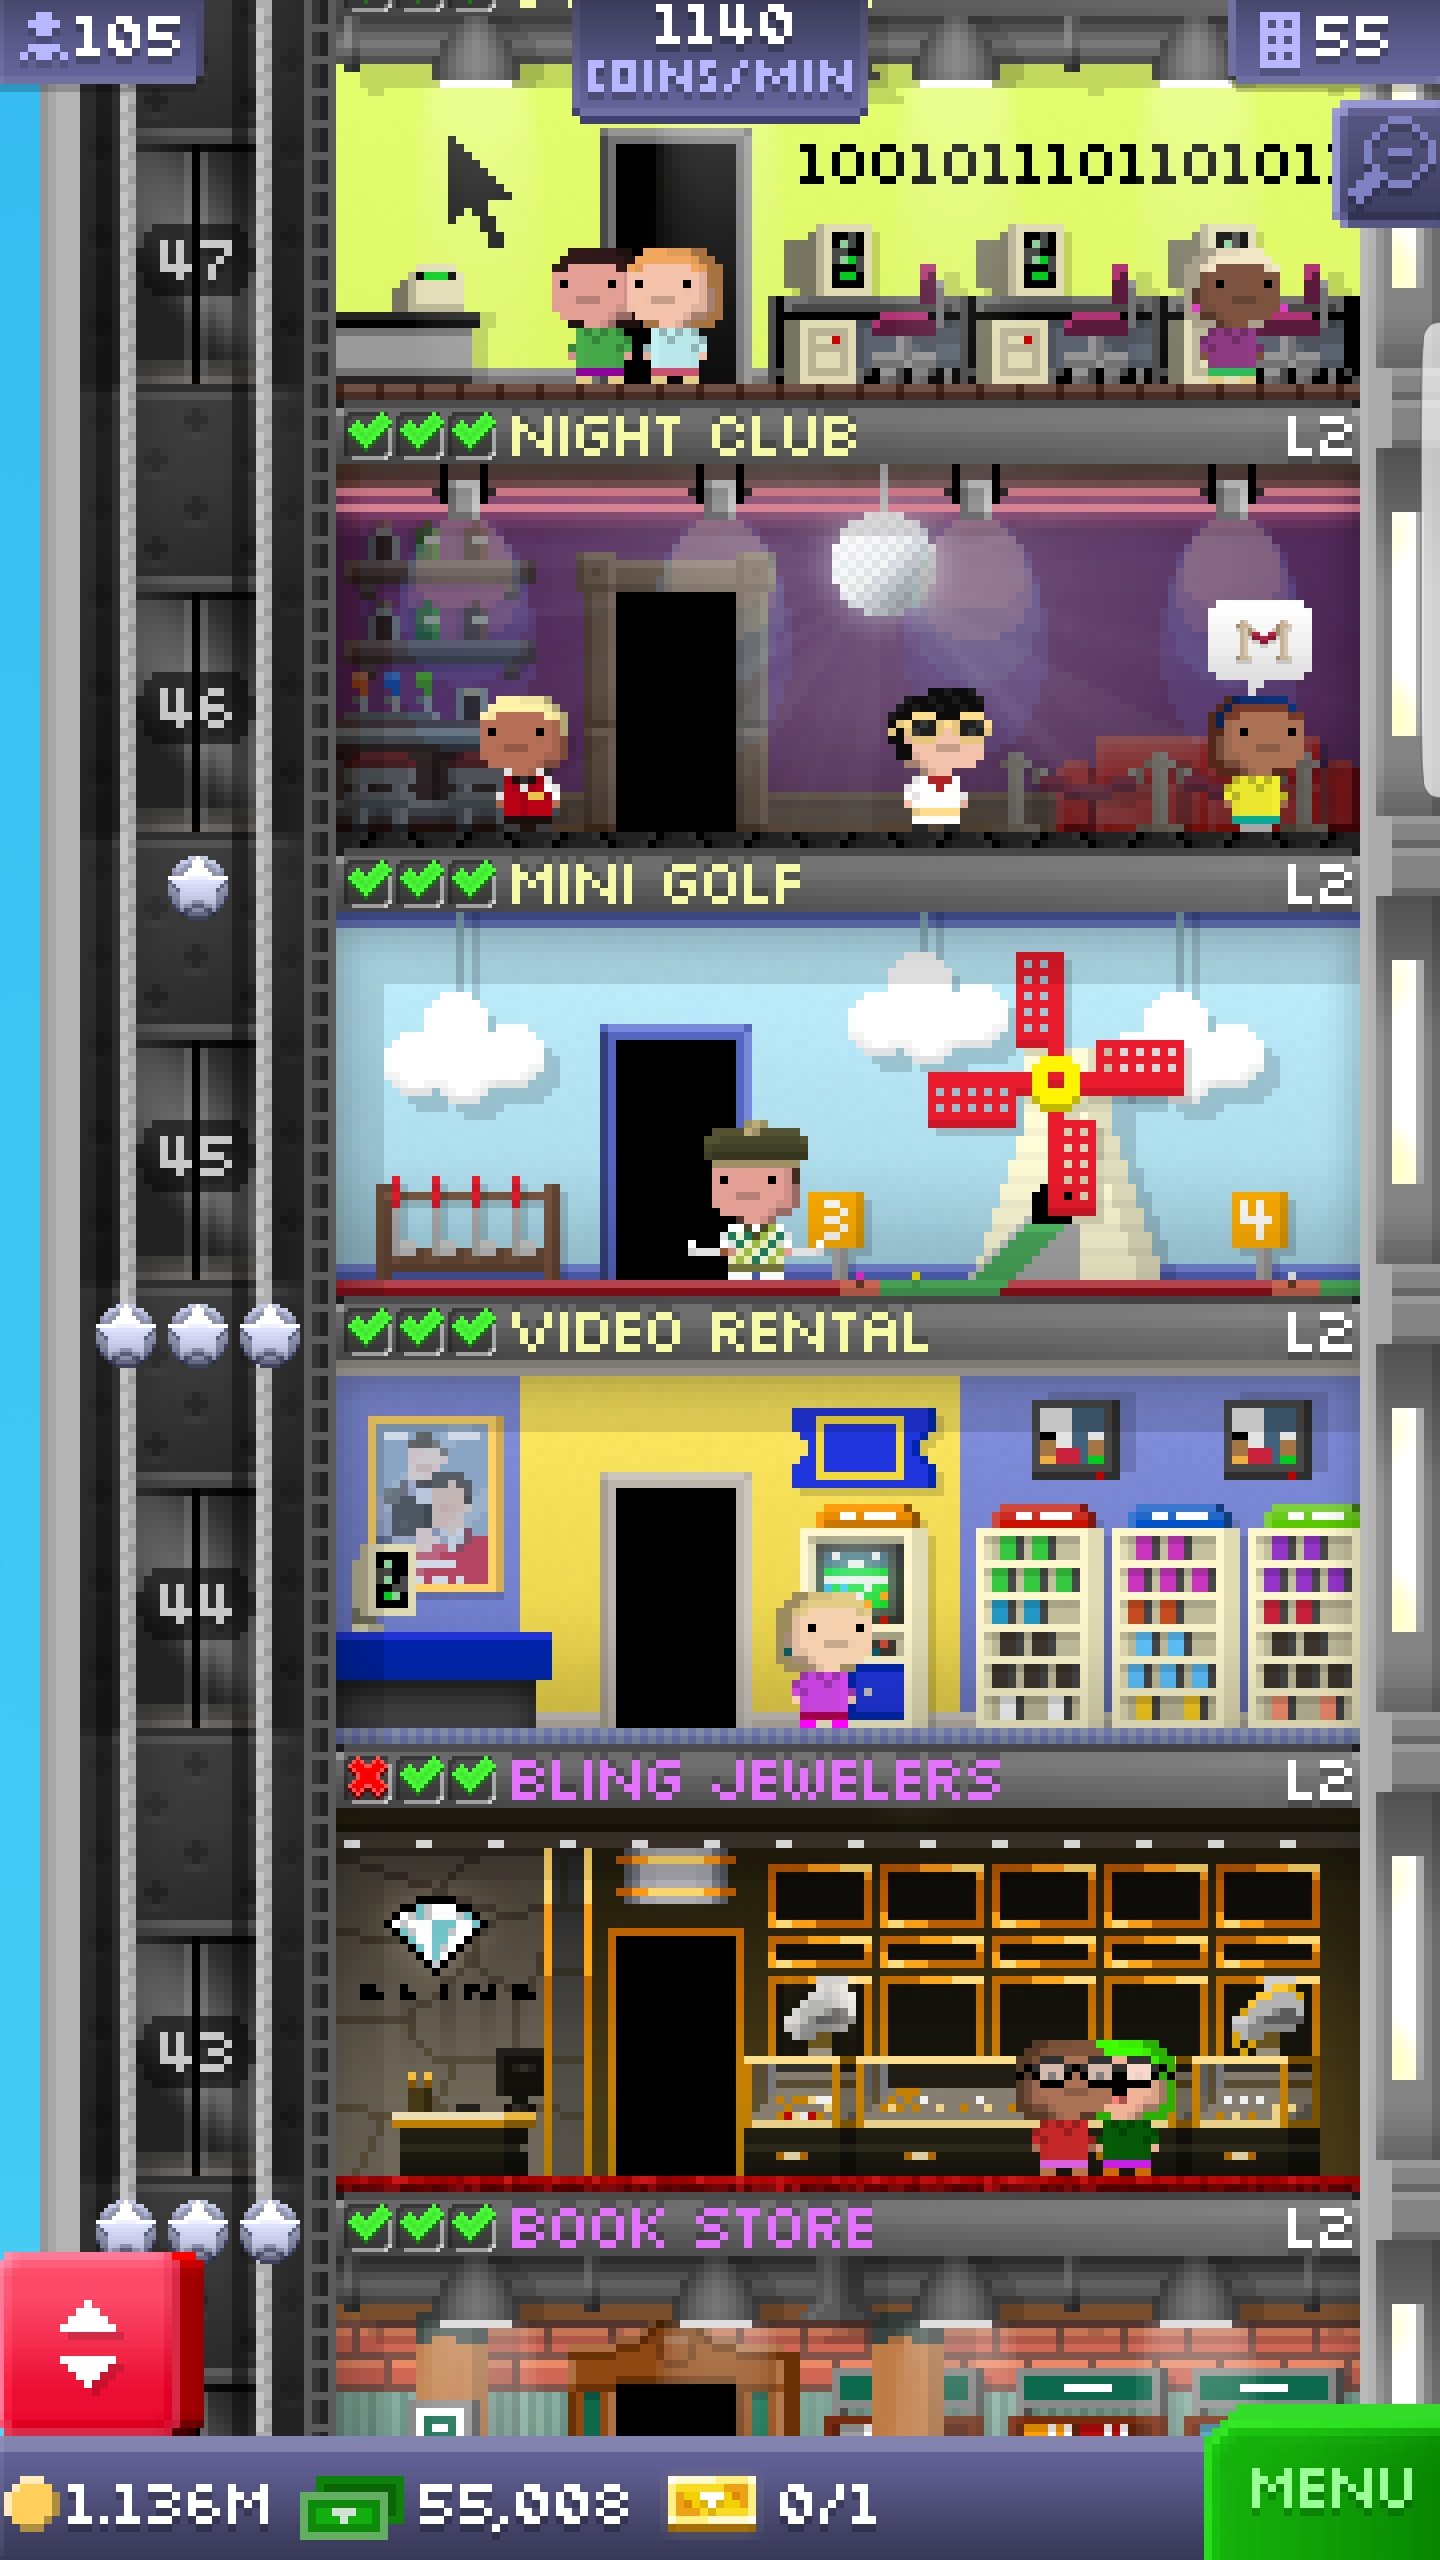 105
1140
COINS/MIN
55
47
100101110110101
NIGHT CLUB L2
46
M
MINI GOLF L2
45
3
4
VIDEO RENTAL L2
44
BLING JEWELERS L2
BLING
43
BOOK STORE L2
1.136M
55,008
0/1
MENU